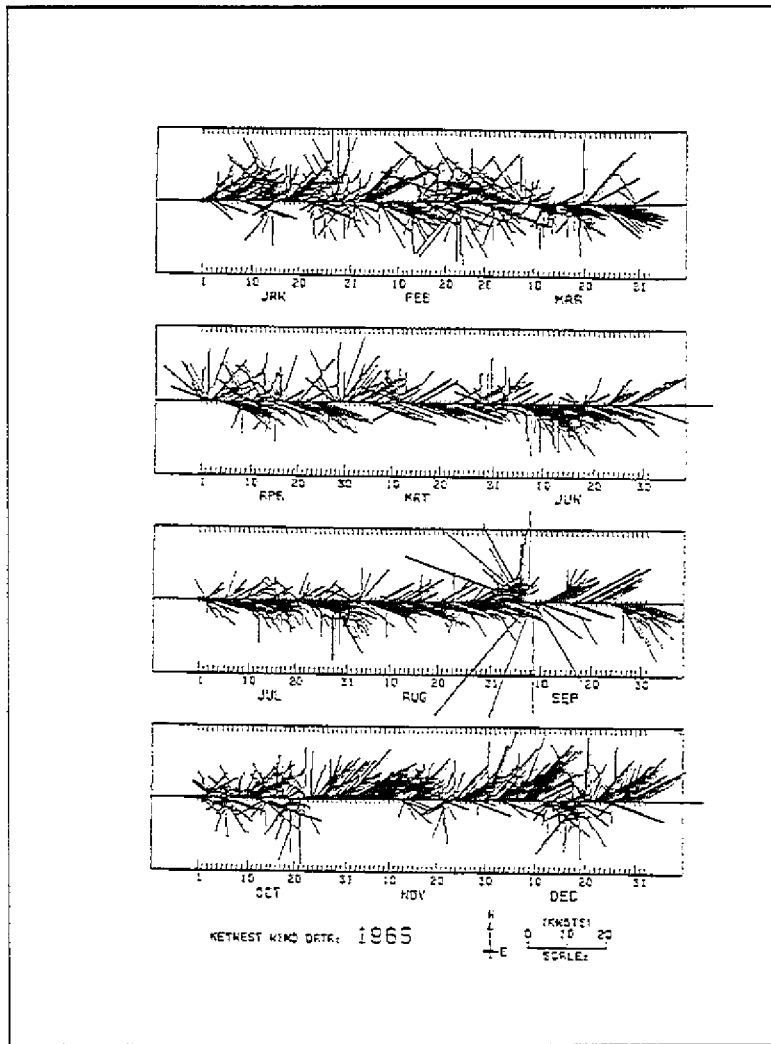 1 10 20 31 10 20 28 10 20 31
JAN FEB MAR
1 10 20 30 10 20 31 10 20 30
APR MAY JUN
1 10 20 31 10 20 31 10 20 30
JUL AUG SEP
1 10 20 31 10 20 30 10 20 31
OCT NOV DEC
KEYWEST WIND DATA: 1965
N
E
(KNOTS)
0 10 20
SCALE: